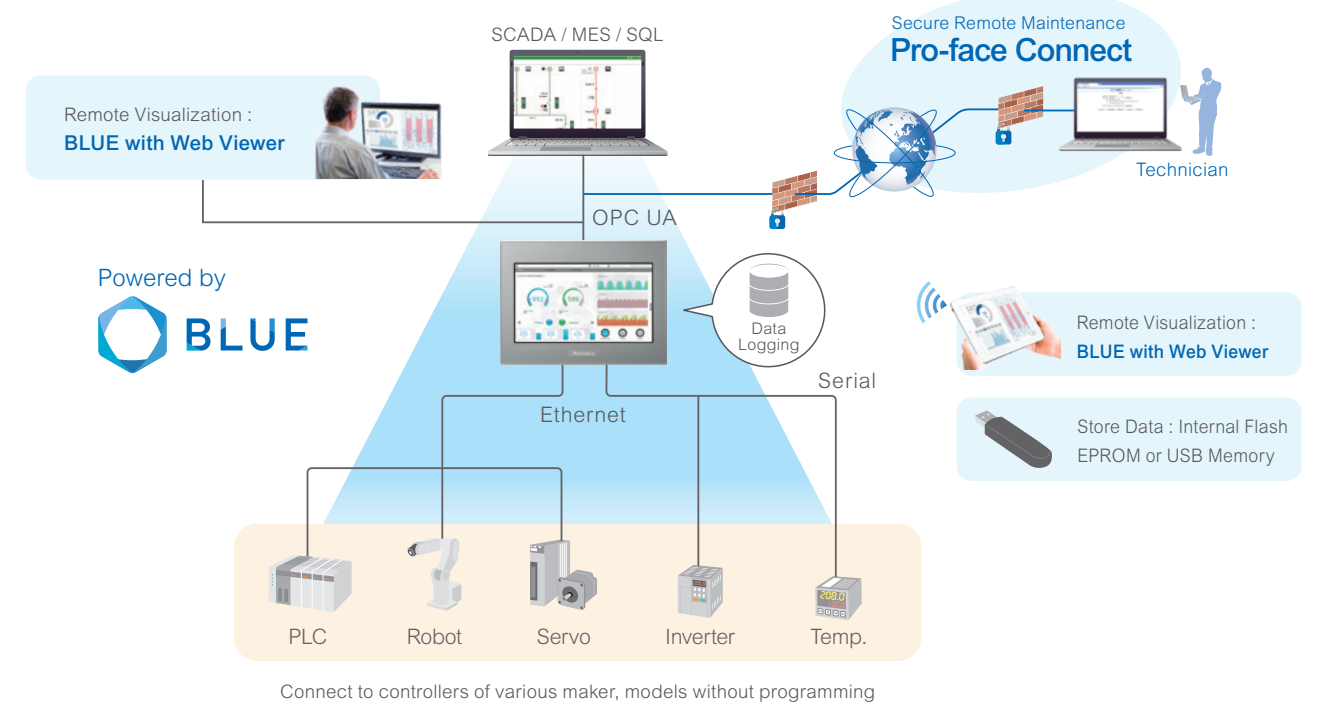 SCADA / MES / SQL
Secure Remote Maintenance
Pro-face Connect
Remote Visualization :
BLUE with Web Viewer
Technician
OPC UA
Powered by
BLUE
Data
Logging
Remote Visualization :
BLUE with Web Viewer
Serial
Ethernet
Store Data : Internal Flash
EPROM or USB Memory
PLC
Robot
Servo
Inverter
Temp.
Connect to controllers of various maker, models without programming